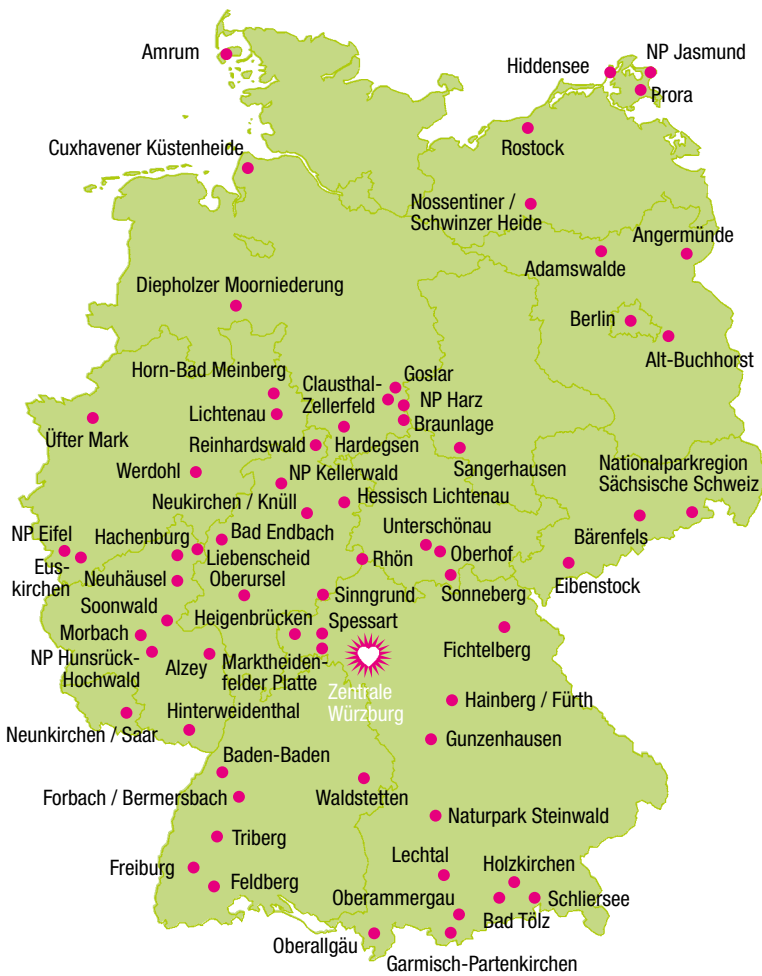 Amrum
Hiddensee
NP Jasmund
Prora
Rostock
Cuxhavener Küstenheide
Nossentiner /
Schwinzer Heide
Angermünde
Adamswalde
Diepholzer Moorniederung
Berlin
Alt-Buchhorst
Horn-Bad Meinberg
Clausthal-
Zellerfeld
Goslar
NP Harz
Braunlage
Lichtenau
Üfter Mark
Reinhardswald
Hardegsen
Sangerhausen
Werdohl
NP Kellerwald
Nationalparkregion
Sächsische Schweiz
Neukirchen / Knüll
Hessisch Lichtenau
NP Eifel
Hachenburg
Bad Endbach
Unterschönau
Bärenfels
Eus-
kirchen
Liebenscheid
Rhön
Oberhof
Neuhäusel
Oberursel
Sinngrund
Sonneberg
Eibenstock
Soonwald
Heigenbrücken
Spessart
Morbach
Fichtelberg
NP Hunsrück-
Hochwald
Alzey
Marktheiden-
felder Platte
Zentrale
Würzburg
Hainberg / Fürth
Hinterweidenthal
Neunkirchen / Saar
Gunzenhausen
Baden-Baden
Forbach / Bermersbach
Waldstetten
Naturpark Steinwald
Triberg
Lechtal
Holzkirchen
Freiburg
Feldberg
Oberammergau
Schliersee
Bad Tölz
Oberallgäu
Garmisch-Partenkirchen